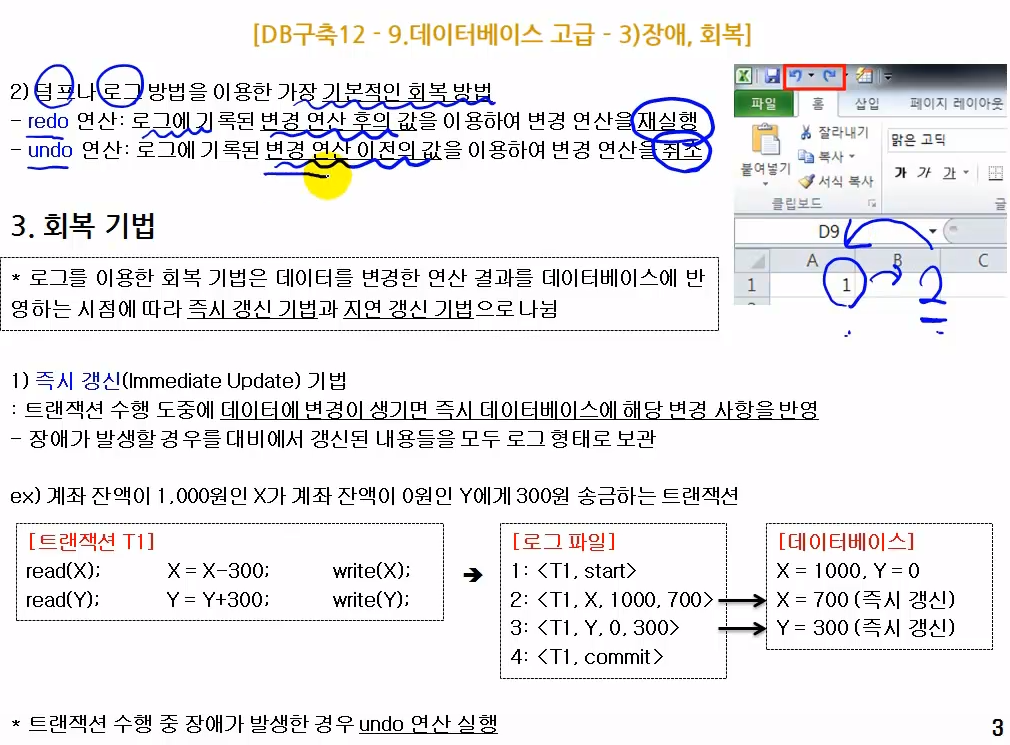 [DB구축12 - 9.데이터베이스 고급 - 3)장애, 회복]
2) 덤프나 로그 방법을 이용한 가장 기본적인 회복 방법
- redo 연산: 로그에 기록된 변경 연산 후의 값을 이용하여 변경 연산을 재실행
- undo 연산: 로그에 기록된 변경 연산 이전의 값을 이용하여 변경 연산을 취소
파일 홈 삽입 페이지 레이아웃
잘라내기
맑은 고딕
복사
붙여넣기
서식 복사
가 가 가
클립보드
글
D9
A B C
1 1 2
3. 회복 기법
* 로그를 이용한 회복 기법은 데이터를 변경한 연산 결과를 데이터베이스에 반
영하는 시점에 따라 즉시 갱신 기법과 지연 갱신 기법으로 나뉨
1) 즉시 갱신(Immediate Update) 기법
: 트랜잭션 수행 도중에 데이터에 변경이 생기면 즉시 데이터베이스에 해당 변경 사항을 반영
- 장애가 발생할 경우를 대비에서 갱신된 내용들을 모두 로그 형태로 보관
ex) 계좌 잔액이 1,000원인 X가 계좌 잔액이 0원인 Y에게 300원 송금하는 트랜잭션
[트랜잭션 T1]
read(X); X = X-300; write(X);
read(Y); Y = Y+300; write(Y);
[로그 파일]
1: <T1, start>
2: <T1, X, 1000, 700>
3: <T1, Y, 0, 300>
4: <T1, commit>
[데이터베이스]
X = 1000, Y = 0
X = 700 (즉시 갱신)
Y = 300 (즉시 갱신)
* 트랜잭션 수행 중 장애가 발생한 경우 undo 연산 실행
3